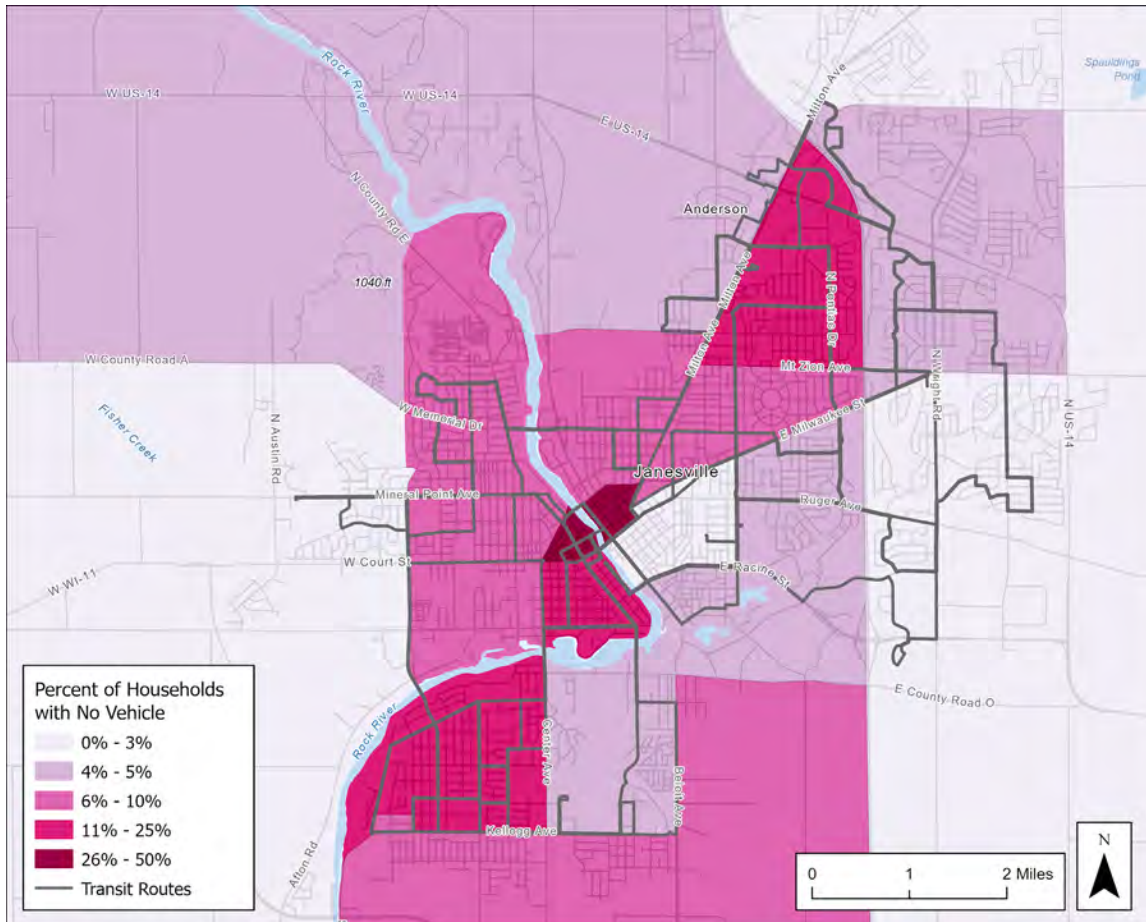 Rock River
Milton Ave
Spauldings
Pond
W US-14
W US-14
E US-14
N County Rd E
Anderson
1040 ft
Milton Ave
Milton Ave
N Pontiac Dr
W County Road A
Mt Zion Ave
N Wright Rd
N US-14
Fisher Creek
N Austin Rd
W Memorial Dr
E Milwaukee St
Janesville
Mineral Point Ave
Ruger Ave
W Court St
E Racine St
W WI-11
E County Road O
Rock River
Center Ave
Beloit Ave
Kellogg Ave
Afton Rd
Percent of Households
with No Vehicle
0% - 3%
4% - 5%
6% - 10%
11% - 25%
26% - 50%
Transit Routes
0 1 2 Miles
N